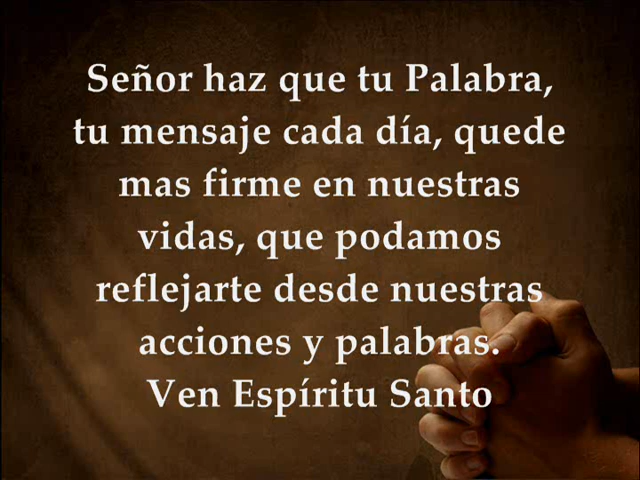 Señor haz que tu Palabra,
tu mensaje cada día, quede
mas firme en nuestras
vidas, que podamos
reflejarte desde nuestras
acciones y palabras.
Ven Espíritu Santo